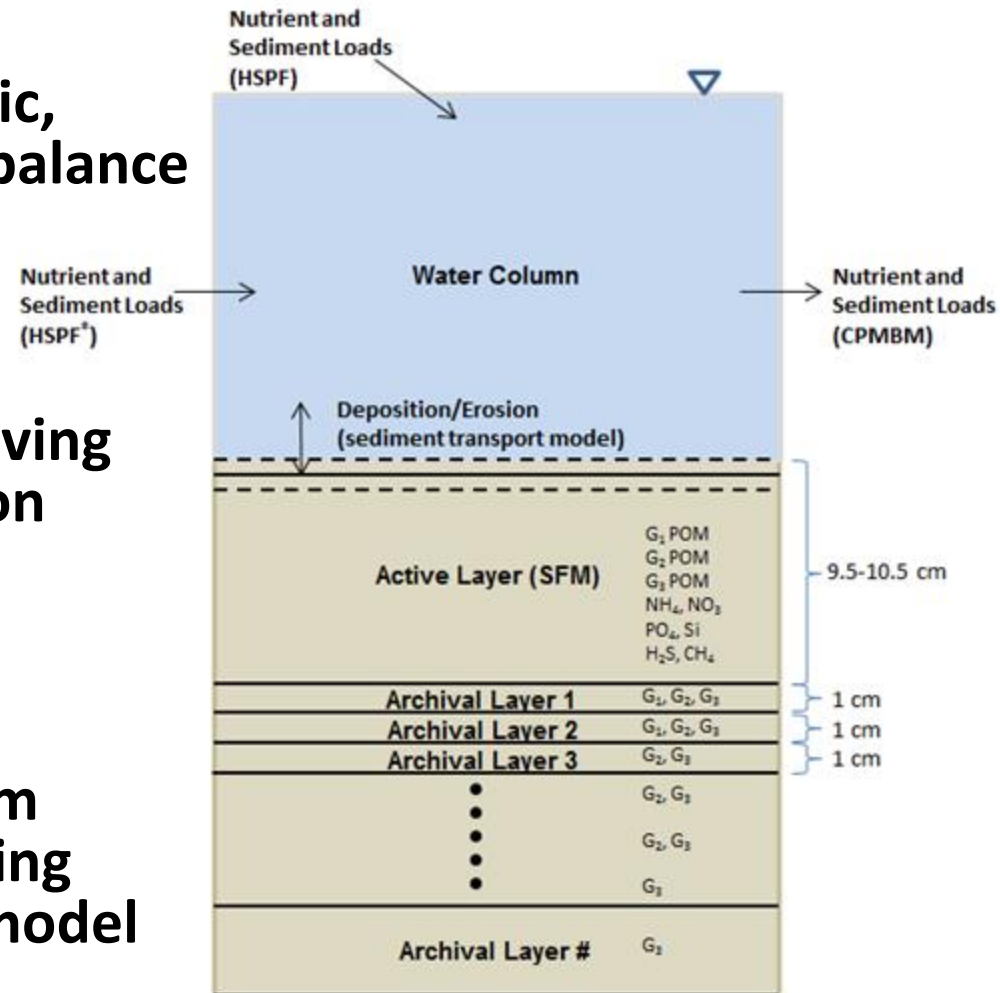 Nutrient and
Sediment Loads
(HSPF)
ic,
balance
Nutrient and
Sediment Loads
(HSPF*)
Water Column
Nutrient and
Sediment Loads
(CPMBM)
Deposition/Erosion
(sediment transport model)
ving
on
Active Layer (SFM)
G₁ POM
G₂ POM
G₃ POM
NH₄, NO₃
PO₄, Si
H₂S, CH₄
9.5-10.5 cm
Archival Layer 1 G₁, G₂, G₃ 1 cm
Archival Layer 2 G₁, G₂, G₃ 1 cm
Archival Layer 3 G₂, G₃ 1 cm
m
ing
model
G₂, G₃
G₂, G₃
G₃
Archival Layer # G₃